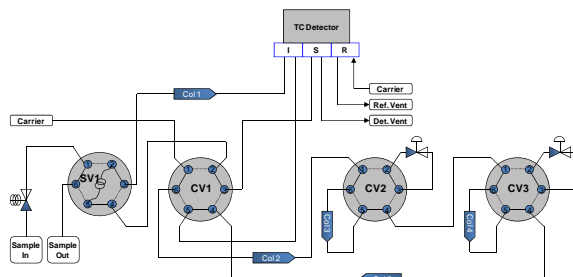 TC Detector
I S R
Col 1
Carrier
Ref. Vent
Det. Vent
Carrier
1 2
6 SV1 3
5 4
1 2
6 CV1 3
5 4
1 2
6 CV2 3
5 4
1 2
6 CV3 3
5 4
Col 3
Col 4
Sample In
Sample Out
Col 2